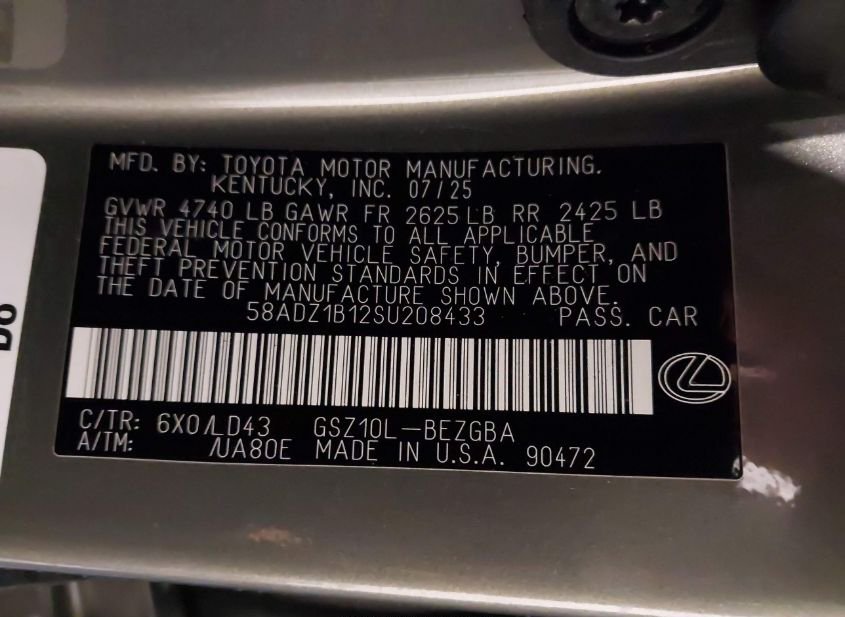 MFD. BY: TOYOTA MOTOR MANUFACTURING.
KENTUCKY, INC. 07/25
GVWR 4740 LB GAWR FR 2625 LB RR 2425 LB
THIS VEHICLE CONFORMS TO ALL APPLICABLE
FEDERAL MOTOR VEHICLE SAFETY, BUMPER, AND
THEFT PREVENTION STANDARDS IN EFFECT ON
THE DATE OF MANUFACTURE SHOWN ABOVE.
58ADZ1B12SU208433 PASS. CAR
C/TR: 6X0/LD43 GSZ10L-BEZGBA
A/TM: /UA80E MADE IN U.S.A. 90472